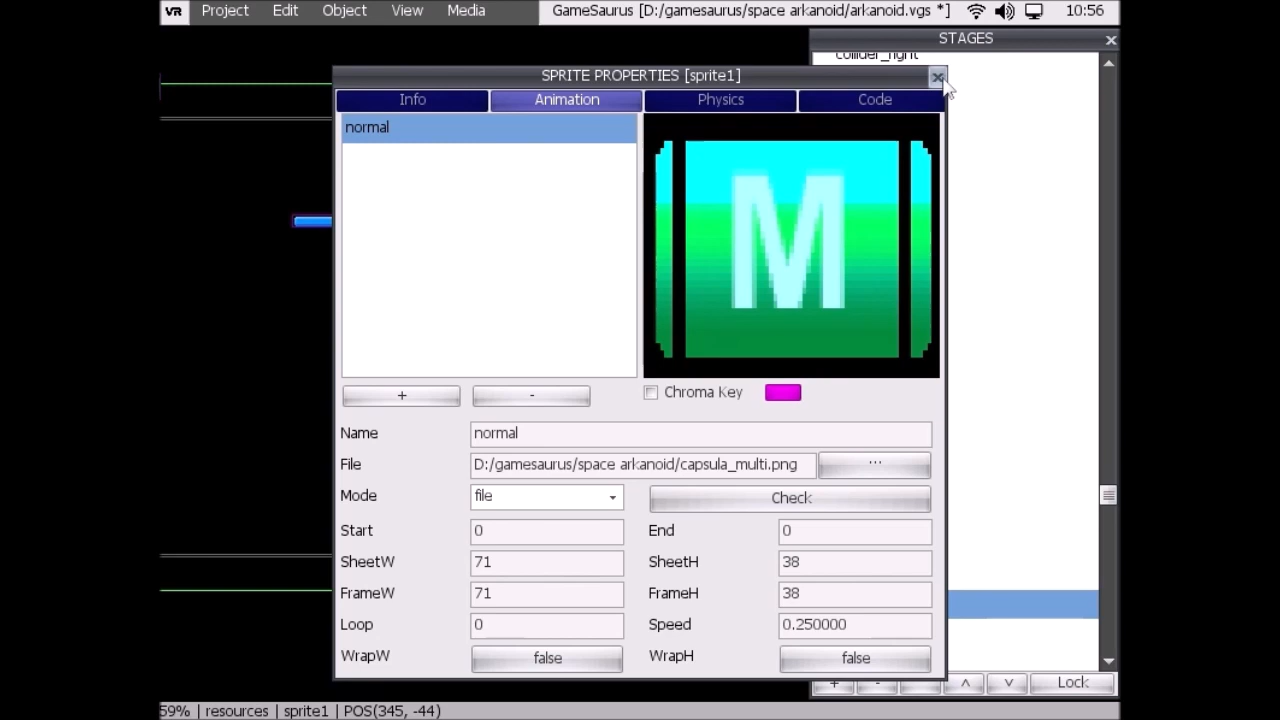 VR Project Edit Object View Media GameSaurus [D:/gamesaurus/space arkanoid/arkanoid.vgs *] 10:56
STAGES x
collider_right
SPRITE PROPERTIES [sprite1] x
Info Animation Physics Code
normal
M
+ - Chroma Key
Name normal
File D:/gamesaurus/space arkanoid/capsula_multi.png ...
Mode file Check
Start 0 End 0
SheetW 71 SheetH 38
FrameW 71 FrameH 38
Loop 0 Speed 0.250000
WrapW false WrapH false
+ - ^ v Lock
59% | resources | sprite1 | POS(345, -44)